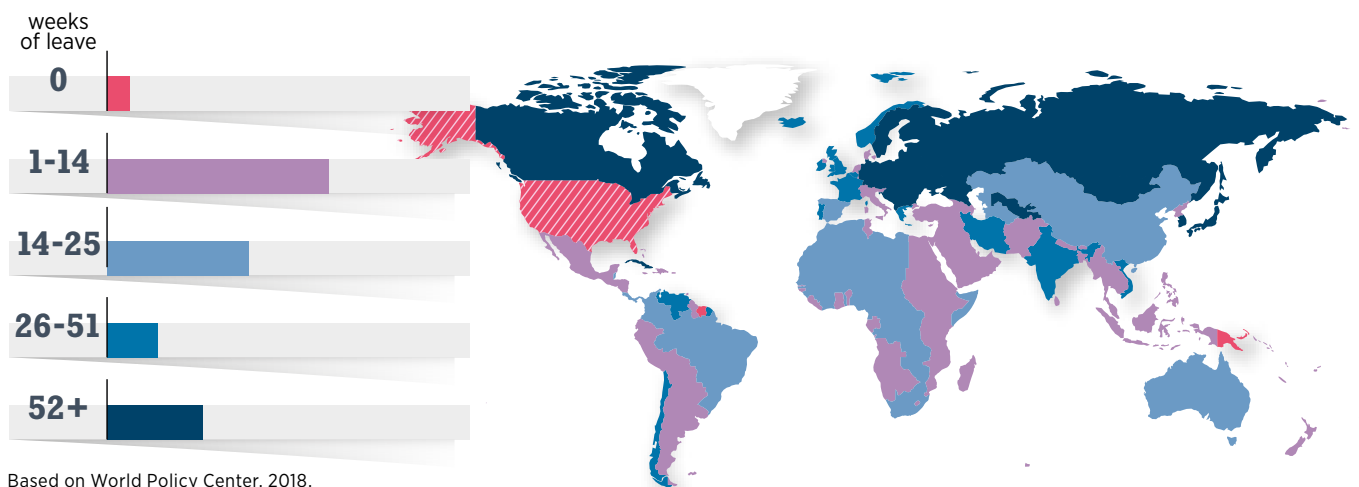 weeks
of leave
0
1-14
14-25
26-51
52+
Based on World Policy Center, 2018.